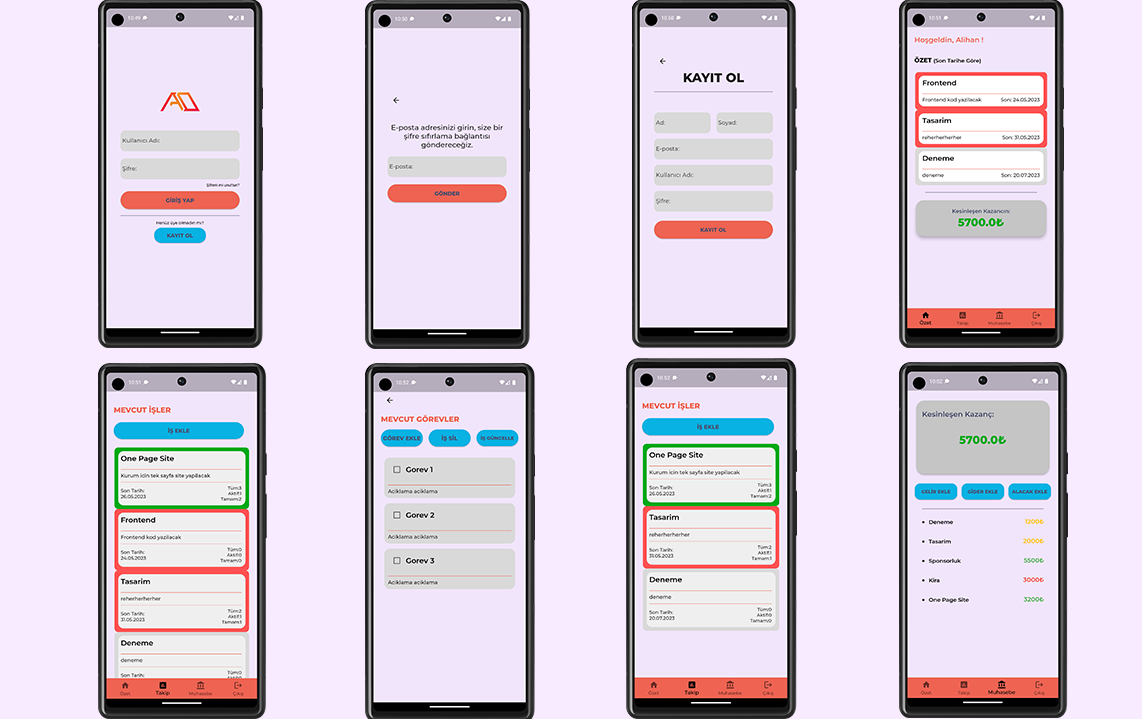 10:49
Kullanıcı Adı:
Şifre:
Şifreni mi unuttun?
GİRİŞ YAP
Henüz üye olmadın mı?
KAYIT OL
10:50
E-posta adresinizi girin, size bir
şifre sıfırlama bağlantısı
göndereceğiz.
E-posta:
GÖNDER
10:50
KAYIT OL
Ad:
Soyad:
E-posta:
Kullanıcı Adı:
Şifre:
KAYIT OL
10:51
Hoşgeldin, Alihan !
ÖZET (Son Tarihe Göre)
Frontend
Frontend kod yazilacak
Son: 24.05.2023
Tasarim
reherherherher
Son: 31.05.2023
Deneme
deneme
Son: 20.07.2023
Kesinleşen Kazancın:
5700.0₺
Özet
Takip
Muhasebe
Çıkış
10:51
MEVCUT İŞLER
İŞ EKLE
One Page Site
Kurum icin tek sayfa site yapilacak
Son Tarih:
26.05.2023
Tüm:3
Aktif:1
Tamam:2
Frontend
Frontend kod yazilacak
Son Tarih:
24.05.2023
Tüm:0
Aktif:0
Tamam:0
Tasarim
reherherherher
Son Tarih:
31.05.2023
Tüm:2
Aktif:1
Tamam:1
Deneme
deneme
Son Tarih:
Tüm:0
Aktif:0
Özet
Takip
Muhasebe
Çıkış
10:52
MEVCUT GÖREVLER
GÖREV EKLE
İŞ SİL
İŞ GÜNCELLE
Gorev 1
Aciklama aciklama
Gorev 2
Aciklama aciklama
Gorev 3
Aciklama aciklama
10:52
MEVCUT İŞLER
İŞ EKLE
One Page Site
Kurum icin tek sayfa site yapilacak
Son Tarih:
26.05.2023
Tüm:3
Aktif:1
Tamam:2
Tasarim
reherherherher
Son Tarih:
31.05.2023
Tüm:2
Aktif:1
Tamam:1
Deneme
deneme
Son Tarih:
20.07.2023
Tüm:0
Aktif:0
Tamam:0
Özet
Takip
Muhasebe
Çıkış
10:52
Kesinleşen Kazanç:
5700.0₺
GELİR EKLE
GİDER EKLE
ALACAK EKLE
Deneme
1200₺
Tasarim
2000₺
Sponsorluk
5500₺
Kira
3000₺
One Page Site
3200₺
Özet
Takip
Muhasebe
Çıkış